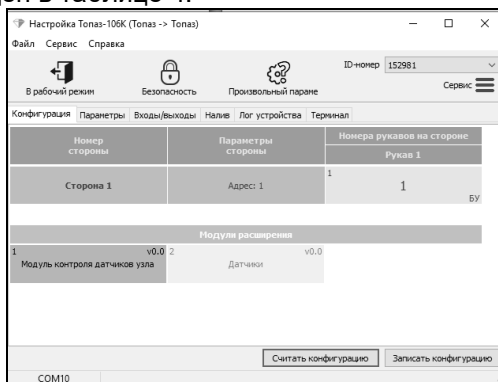 Настройка Топаз-106К (Топаз -> Топаз)
Файл Сервис Справка
В рабочий режим Безопасность Произвольный параме ID-номер 152981 Сервис
Конфигурация Параметры Входы/выходы Налив Лог устройства Терминал
Номер стороны
Параметры стороны
Номера рукавов на стороне
Рукав 1
Сторона 1
Адрес: 1
1
1
БУ
Модули расширения
1 v0.0
Модуль контроля датчиков узла
2 v0.0
Датчики
Считать конфигурацию Записать конфигурацию
COM10